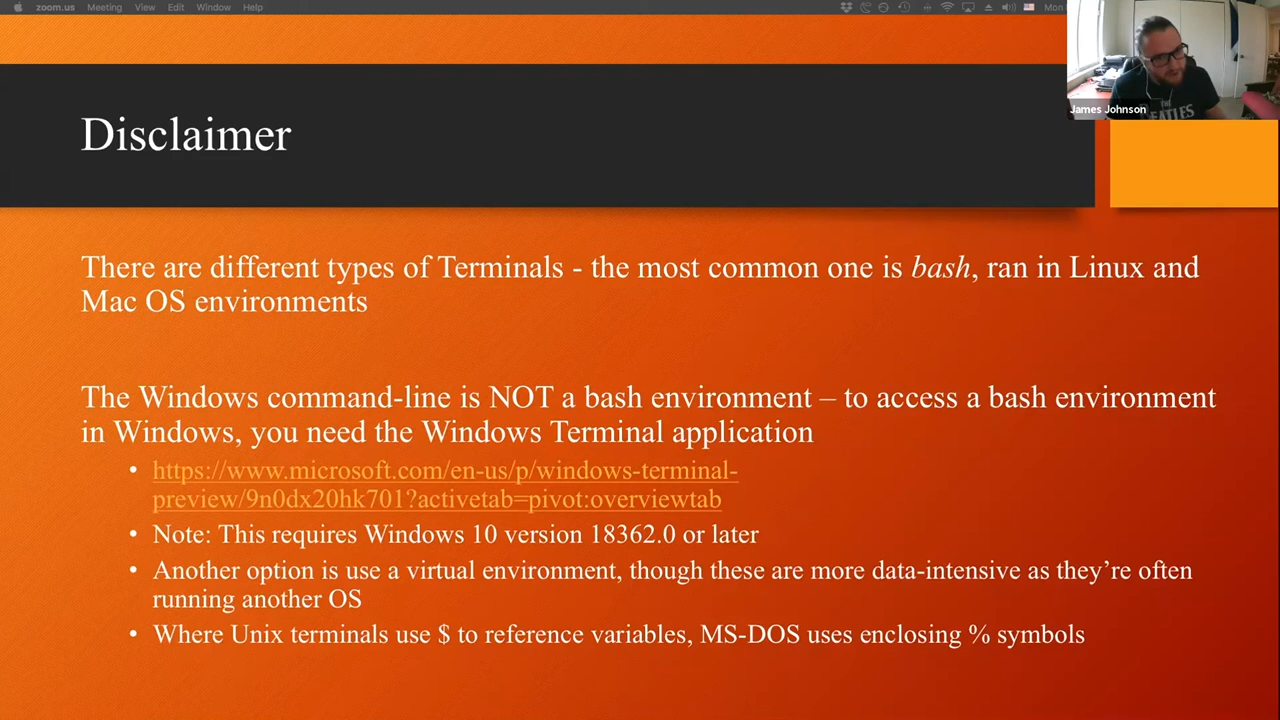 zoom.us Meeting View Edit Window Help Mon
James Johnson
THE
BEATLES
Disclaimer
There are different types of Terminals - the most common one is bash, ran in Linux and
Mac OS environments
The Windows command-line is NOT a bash environment – to access a bash environment
in Windows, you need the Windows Terminal application
• https://www.microsoft.com/en-us/p/windows-terminal-
preview/9n0dx20hk701?activetab=pivot:overviewtab
• Note: This requires Windows 10 version 18362.0 or later
• Another option is use a virtual environment, though these are more data-intensive as they're often
running another OS
• Where Unix terminals use $ to reference variables, MS-DOS uses enclosing % symbols